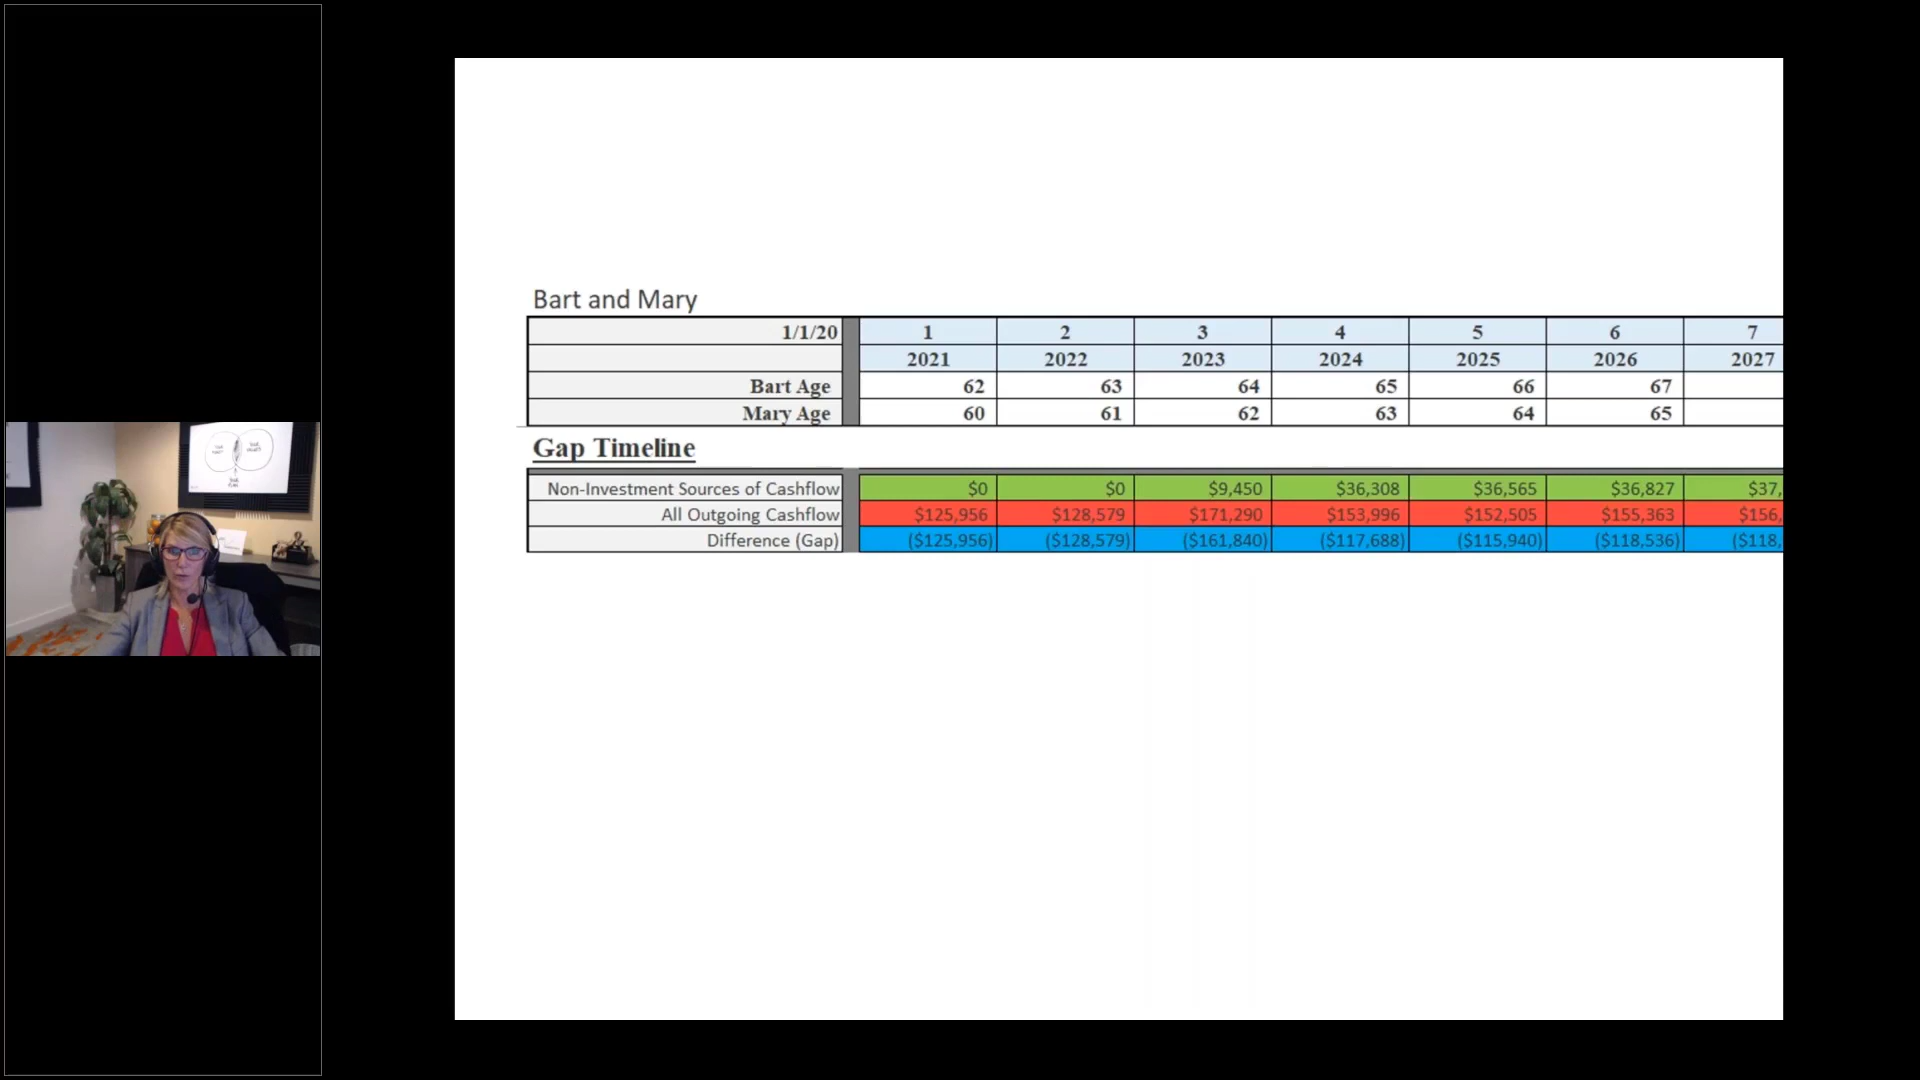 Bart and Mary
1/1/20 1 2 3 4 5 6 7
2021 2022 2023 2024 2025 2026 2027
Bart Age 62 63 64 65 66 67
Mary Age 60 61 62 63 64 65
Gap Timeline
Non-Investment Sources of Cashflow $0 $0 $9,450 $36,308 $36,565 $36,827 $37,
All Outgoing Cashflow $125,956 $128,579 $171,290 $153,996 $152,505 $155,363 $156,
Difference (Gap) ($125,956) ($128,579) ($161,840) ($117,688) ($115,940) ($118,536) ($118,